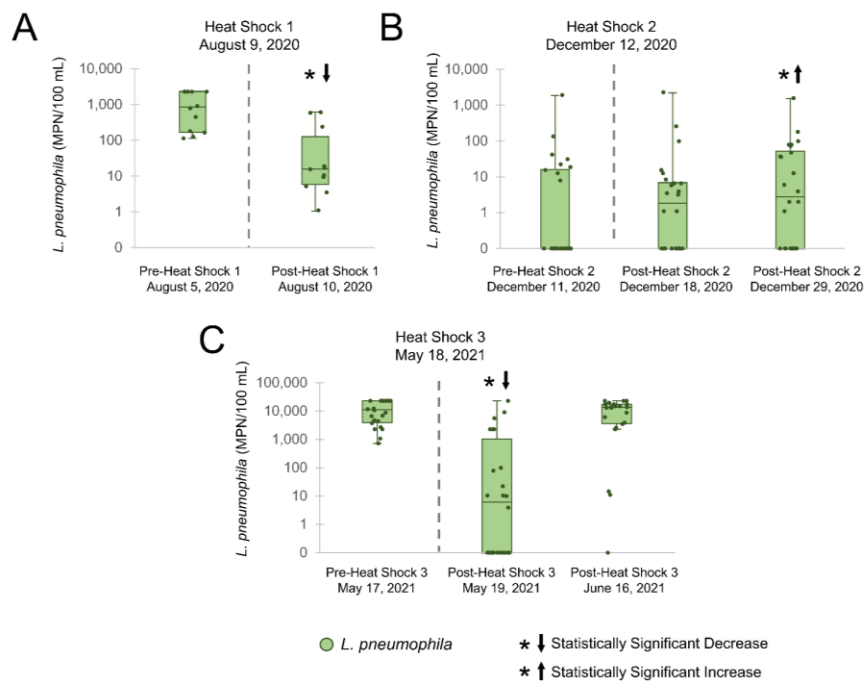 A
Heat Shock 1
August 9, 2020
L. pneumophila (MPN/100 mL)
10,000
1,000
100
10
1
0
*
Pre-Heat Shock 1
August 5, 2020
Post-Heat Shock 1
August 10, 2020
B
Heat Shock 2
December 12, 2020
L. pneumophila (MPN/100 mL)
10,000
1,000
100
10
1
0
*
Pre-Heat Shock 2
December 11, 2020
Post-Heat Shock 2
December 18, 2020
Post-Heat Shock 2
December 29, 2020
C
Heat Shock 3
May 18, 2021
L. pneumophila (MPN/100 mL)
100,000
10,000
1,000
100
10
1
0
*
Pre-Heat Shock 3
May 17, 2021
Post-Heat Shock 3
May 19, 2021
Post-Heat Shock 3
June 16, 2021
L. pneumophila
* ↓ Statistically Significant Decrease
* ↑ Statistically Significant Increase